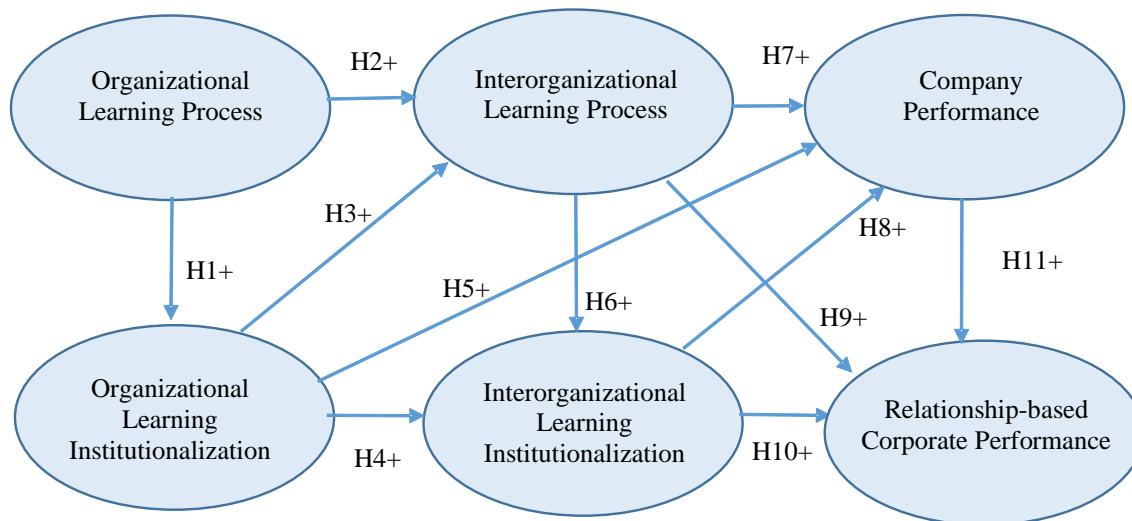 Organizational
Learning Process
H2+
Interorganizational
Learning Process
H7+
Company
Performance
H1+
H3+
H5+
H6+
H8+
H9+
H11+
Organizational
Learning
Institutionalization
H4+
Interorganizational
Learning
Institutionalization
H10+
Relationship-based
Corporate Performance